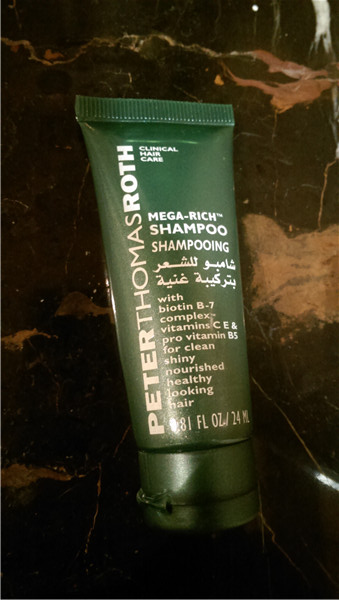 PETERTHOMASROTH
CLINICAL
HAIR
CARE
MEGA-RICH™
SHAMPOO
SHAMPOOING
شامبو للشعر
بتركيبة غنية
with
biotin B-7
complex
vitamins C E &
pro vitamin B5
for clean
shiny
nourished
healthy
looking
hair
0.81 FL OZ./ 24 ML